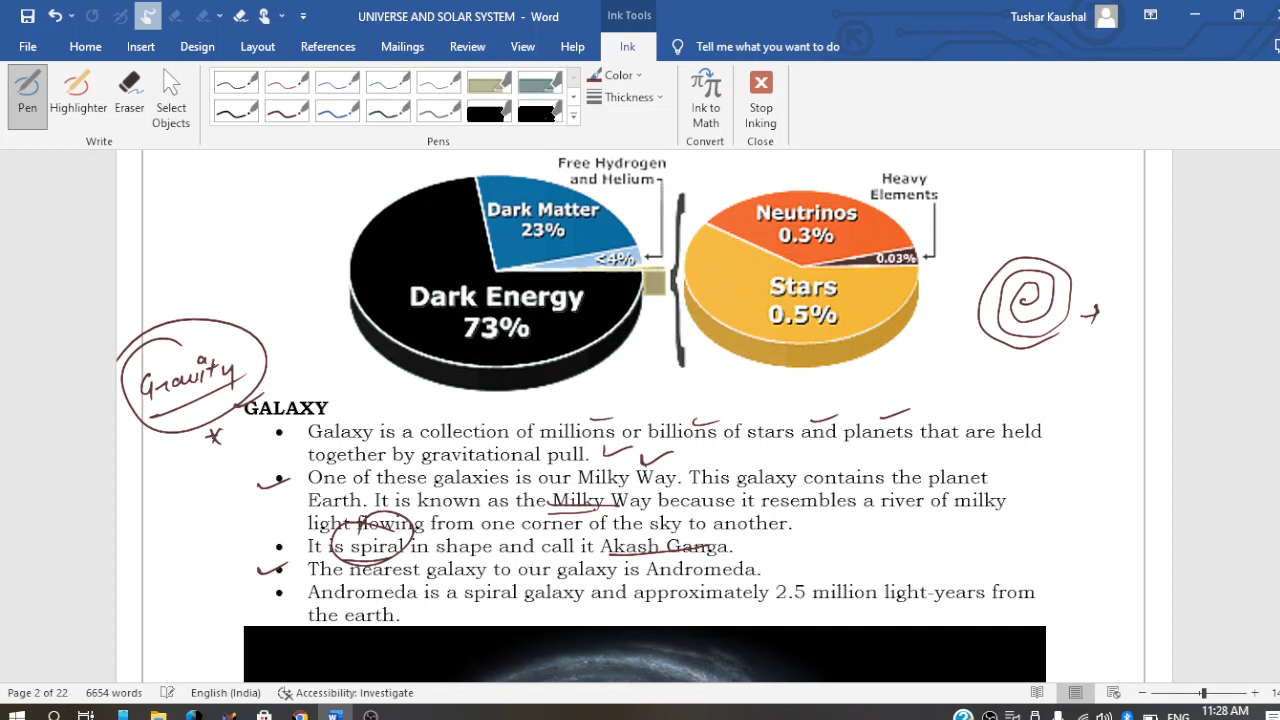 UNIVERSE AND SOLAR SYSTEM - Word
Ink Tools
Tushar Kaushal
File Home Insert Design Layout References Mailings Review View Help Ink Tell me what you want to do
Pen
Highlighter
Eraser
Select
Objects
Color
Thickness
Ink to
Math
Stop
Inking
Write
Pens
Convert
Close
Free Hydrogen
and Helium
Dark Matter
23%
<4%
Dark Energy
73%
Heavy
Elements
Neutrinos
0.3%
0.03%
Stars
0.5%
Gravity
GALAXY
• Galaxy is a collection of millions or billions of stars and planets that are held
together by gravitational pull.
• One of these galaxies is our Milky Way. This galaxy contains the planet
Earth. It is known as the Milky Way because it resembles a river of milky
light flowing from one corner of the sky to another.
• It is spiral in shape and call it Akash Ganga.
• The nearest galaxy to our galaxy is Andromeda.
• Andromeda is a spiral galaxy and approximately 2.5 million light-years from
the earth.
Page 2 of 22 6654 words English (India) Accessibility: Investigate
ENG
11:28 AM